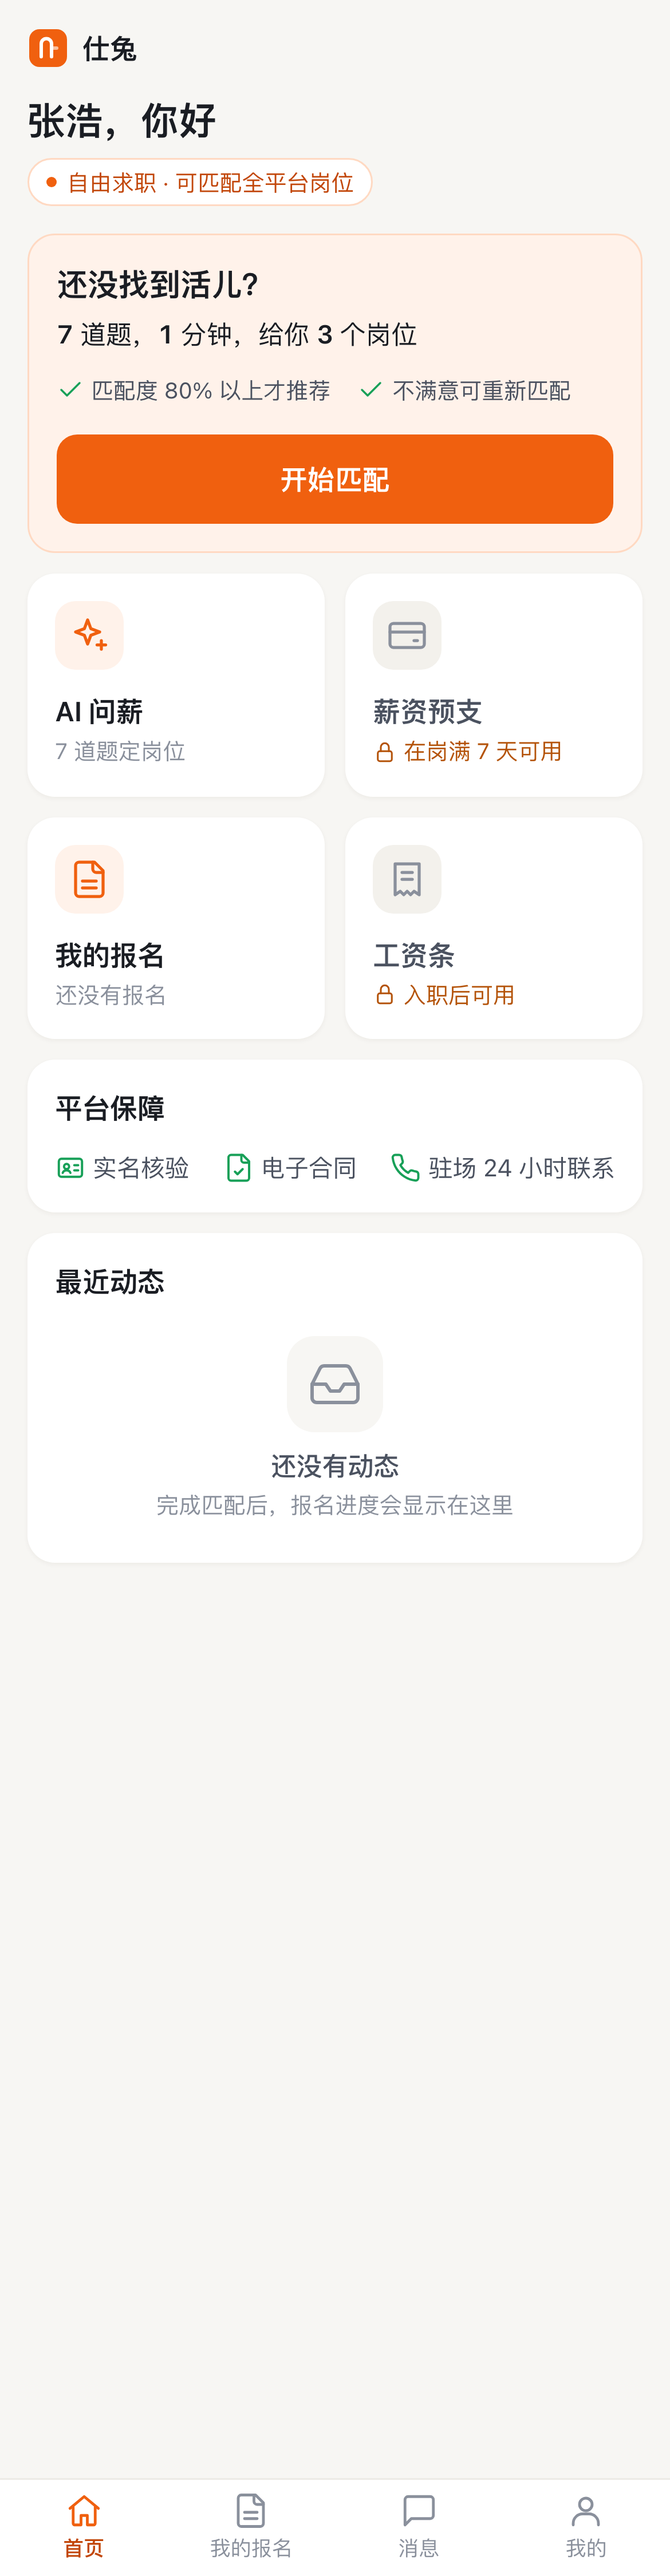 仕兔
张浩，你好
自由求职 · 可匹配全平台岗位
还没找到活儿？
7 道题，1 分钟，给你 3 个岗位
匹配度 80% 以上才推荐 不满意可重新匹配
开始匹配
AI 问薪
7 道题定岗位
薪资预支
在岗满 7 天可用
我的报名
还没有报名
工资条
入职后可用
平台保障
实名核验 电子合同 驻场 24 小时联系
最近动态
还没有动态
完成匹配后，报名进度会显示在这里
首页 我的报名 消息 我的